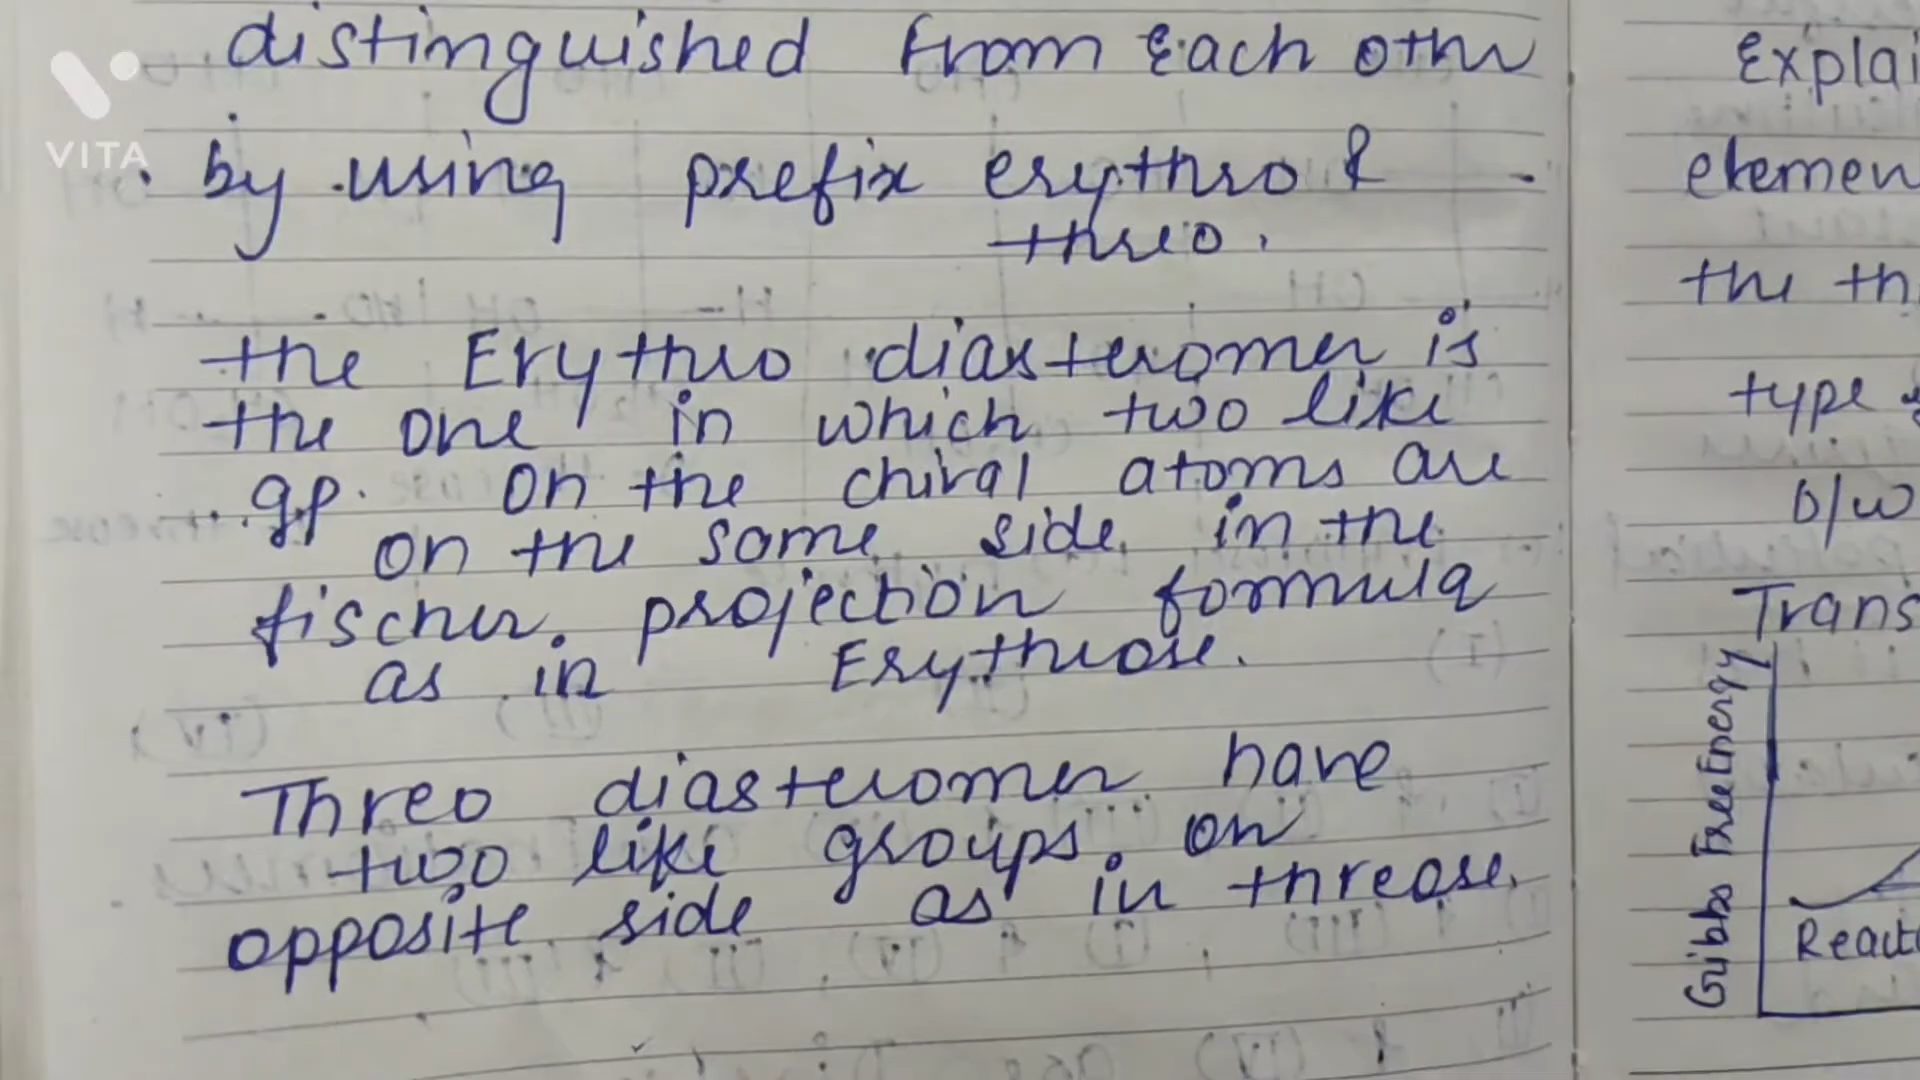 distinguished from Each othr
by using prefix erythro &
threo.
the Erythro diastereomer is
the one in which two like
gp. on the chiral atoms are
on the same side in the
fischer projection formula
as in Erythrose.
Threo diastereomer have
two like groups on
opposite side as in threose.
VITA
Explai
elemen
the th
type
b/w
Trans
Gibbs Free Energy
React